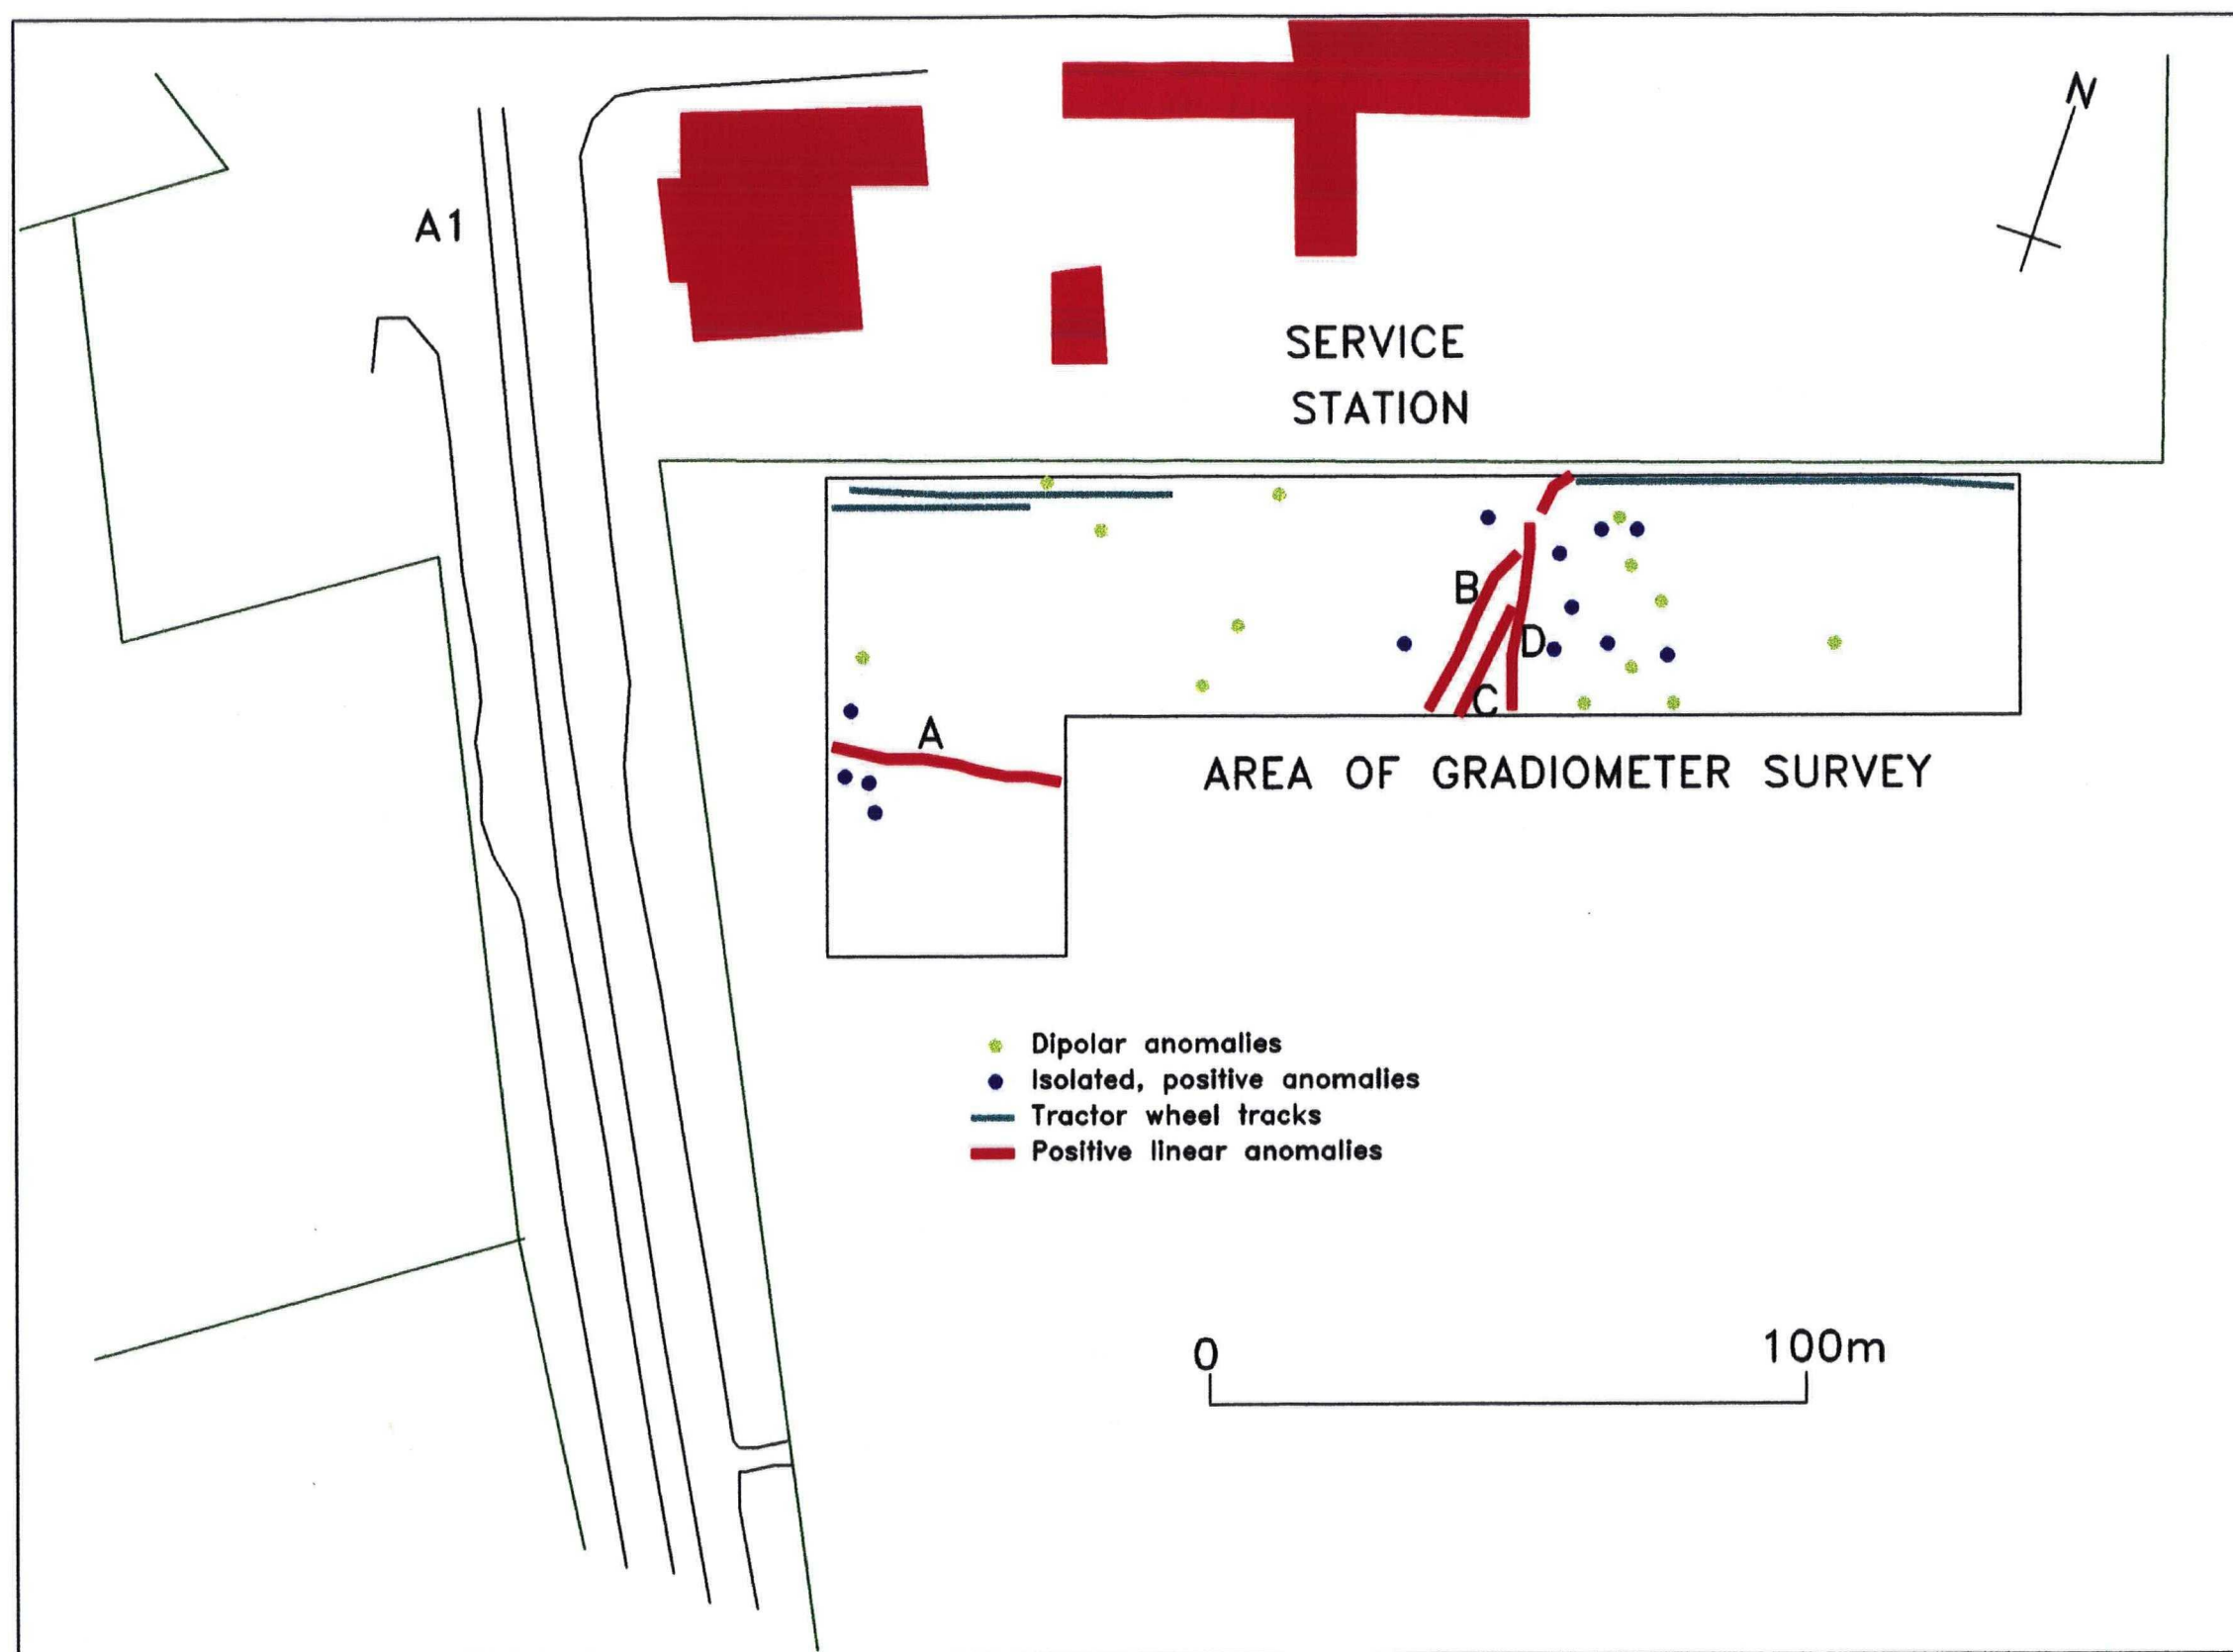 N
A1
SERVICE
STATION
B
D
C
A
AREA OF GRADIOMETER SURVEY
Dipolar anomalies
Isolated, positive anomalies
Tractor wheel tracks
Positive linear anomalies
0 100m